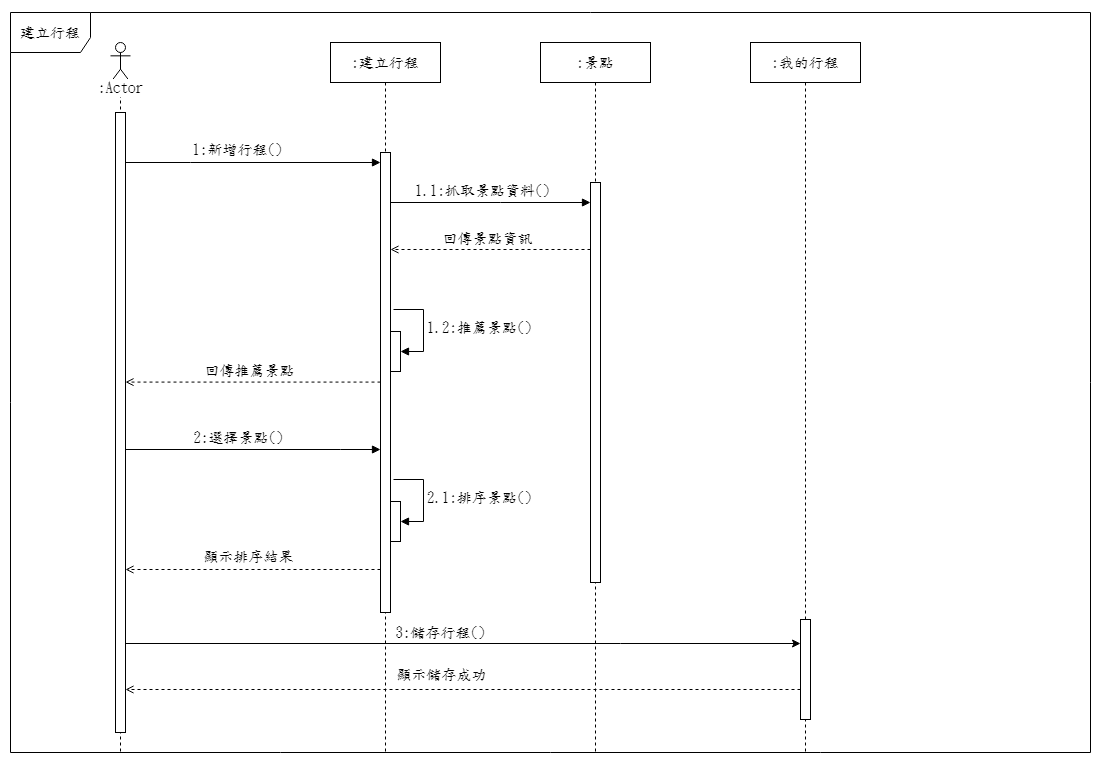 建立行程
:Actor
:建立行程
:景點
:我的行程
1:新增行程()
1.1:抓取景點資料()
回傳景點資訊
1.2:推薦景點()
回傳推薦景點
2:選擇景點()
2.1:排序景點()
顯示排序結果
3:儲存行程()
顯示儲存成功